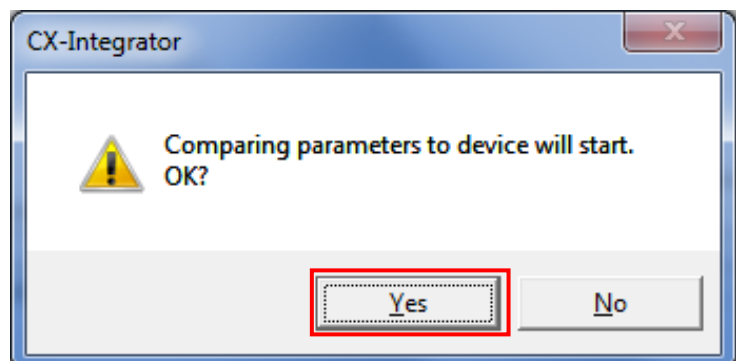 CX-Integrator
Comparing parameters to device will start.
OK?
Yes
No